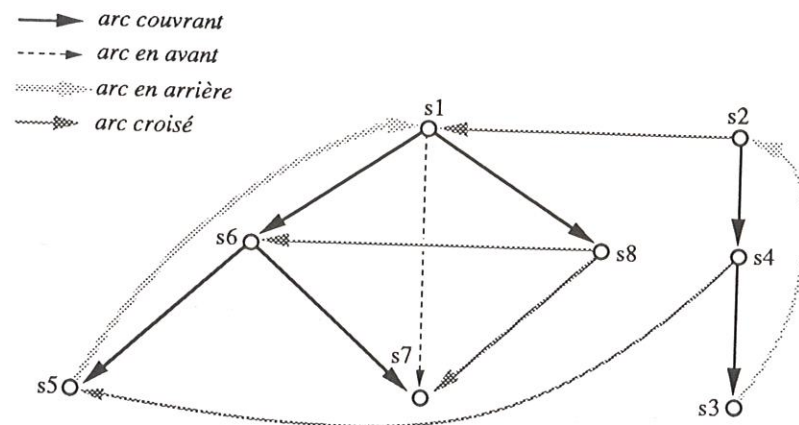 arc couvrant
arc en avant
arc en arrière
arc croisé
s1
s2
s6
s8
s4
s7
s5
s3